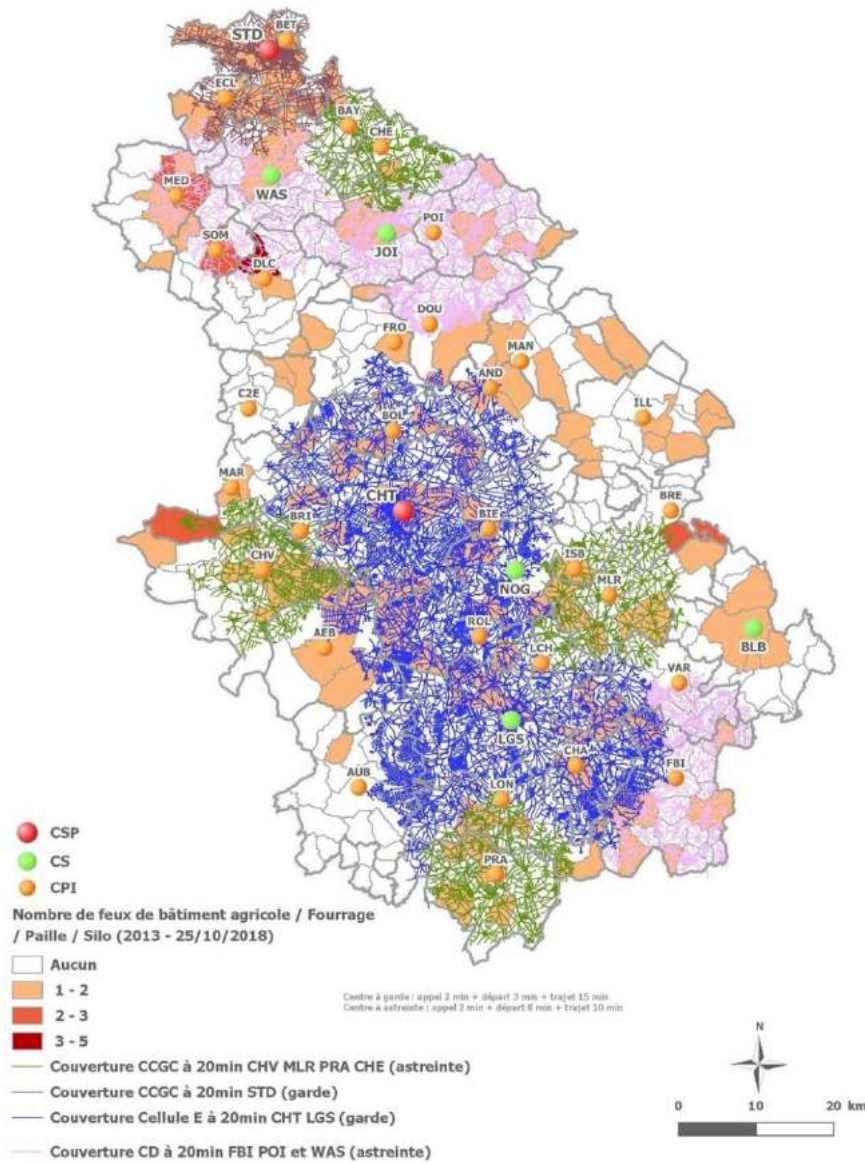 STD
BET
ECL
BAY
CHE
WAS
MED
SOM
DLC
JOI
POI
DOU
FRO
MAN
AND
C2E
ILL
BOL
MAR
CHT
BRI
BIE
BRE
CHV
ISB
NOG
MLR
AEB
ROL
LCH
BLB
VAR
LGS
CHA
FBI
AUB
LON
PRA
CSP
CS
CPI
Nombre de feux de bâtiment agricole / Fourrage
/ Paille / Silo (2013 - 25/10/2018)
Aucun
1 - 2
2 - 3
3 - 5
Centre à garde : appel 2 min + départ 3 min + trajet 15 min
Centre à astreinte : appel 2 min + départ 8 min + trajet 10 min
Couverture CCGC à 20min CHV MLR PRA CHE (astreinte)
Couverture CCGC à 20min STD (garde)
Couverture Cellule E à 20min CHT LGS (garde)
Couverture CD à 20min FBI POI et WAS (astreinte)
N
0 10 20 km